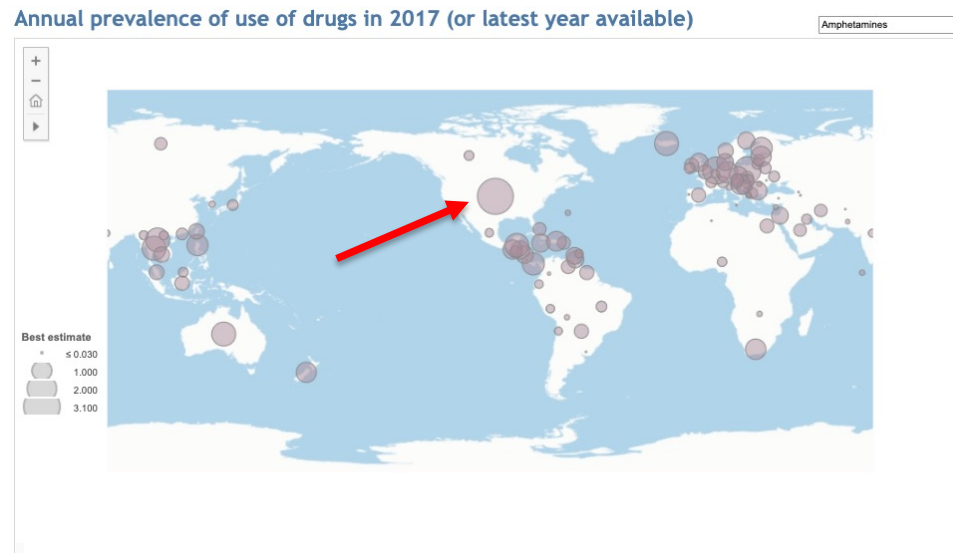 Annual prevalence of use of drugs in 2017 (or latest year available)
Amphetamines
Best estimate
≤ 0.030
1.000
2.000
3.100